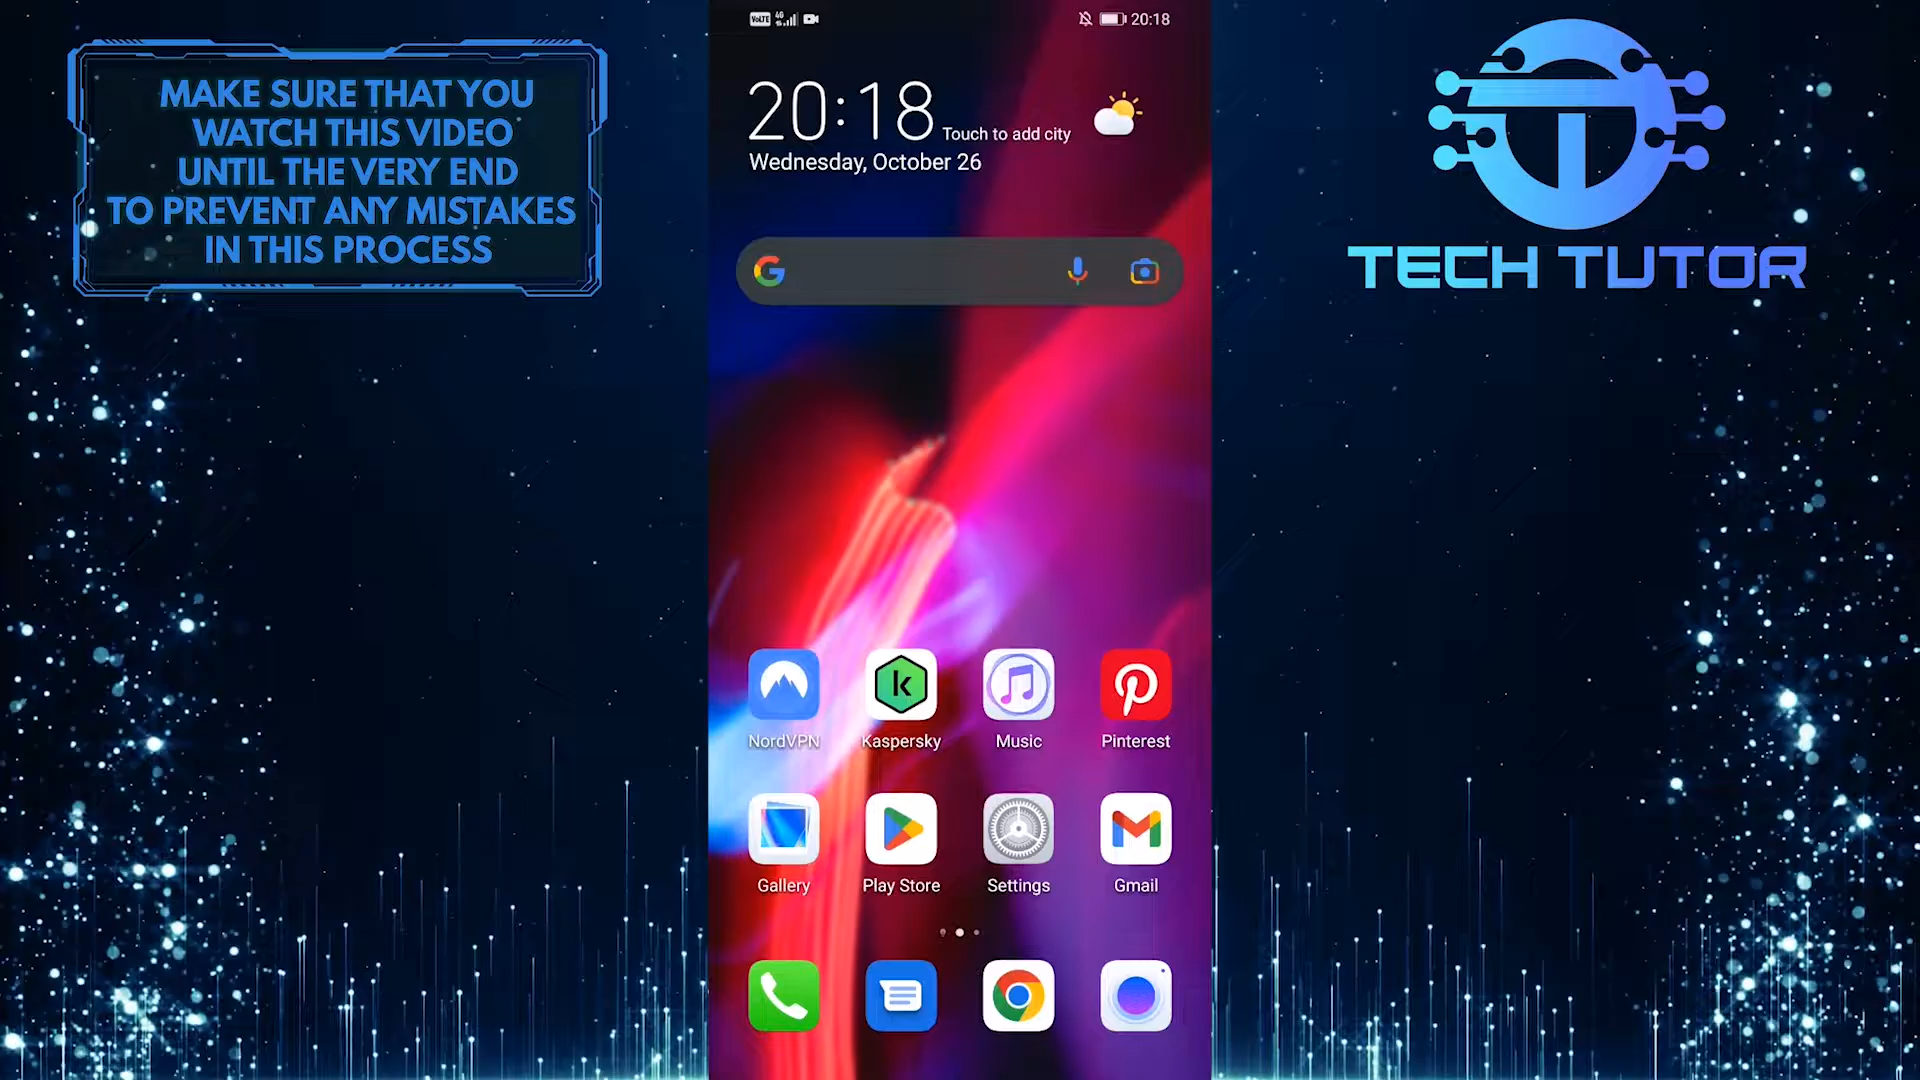 MAKE SURE THAT YOU
WATCH THIS VIDEO
UNTIL THE VERY END
TO PREVENT ANY MISTAKES
IN THIS PROCESS
VoLTE 4G 20:18
20:18 Touch to add city
Wednesday, October 26
TECH TUTOR
NordVPN Kaspersky Music Pinterest
Gallery Play Store Settings Gmail